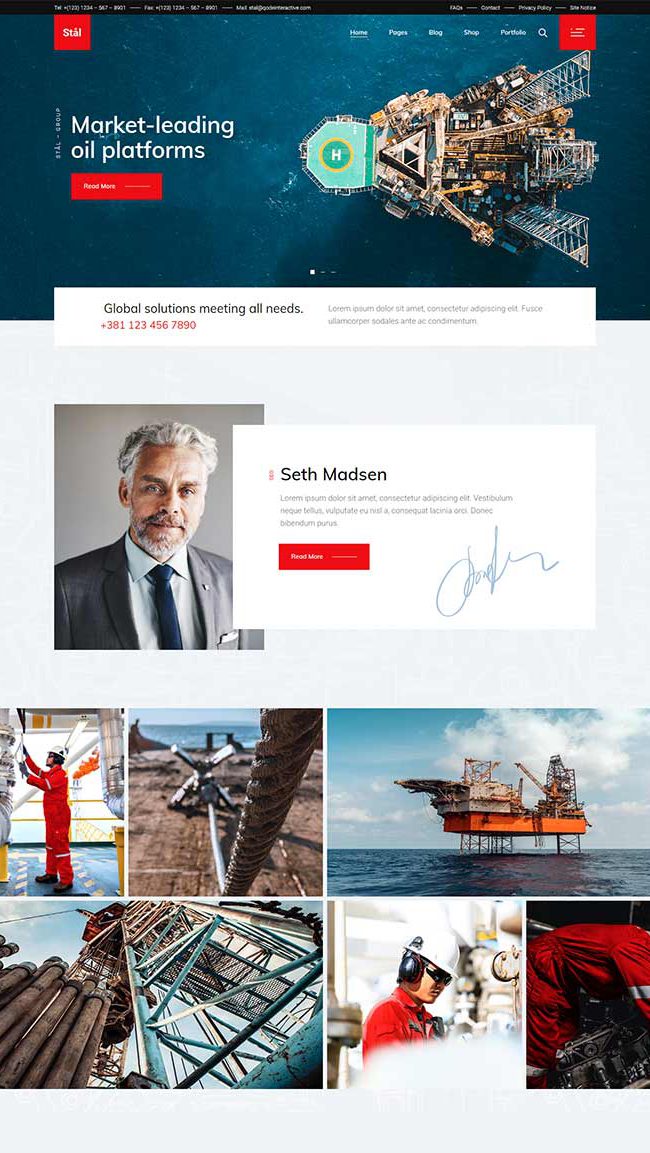 Tel: +(123) 1234 – 567 – 8901 Fax: +(123) 1234 – 567 – 8901 Mail: stal@qodeinteractive.com FAQs Contact Privacy Policy Site Notice
Stål Home Pages Blog Shop Portfolio
STÅL – GROUP
Market-leading
oil platforms
Read More
H
Global solutions meeting all needs.
+381 123 456 7890
Lorem ipsum dolor sit amet, consectetur adipiscing elit. Fusce
ullamcorper sodales ante ac condimentum.
CEO
Seth Madsen
Lorem ipsum dolor sit amet, consectetur adipiscing elit. Vestibulum
neque tellus, vulputate eu nisl a, consequat lacinia orci. Donec
bibendum purus.
Read More